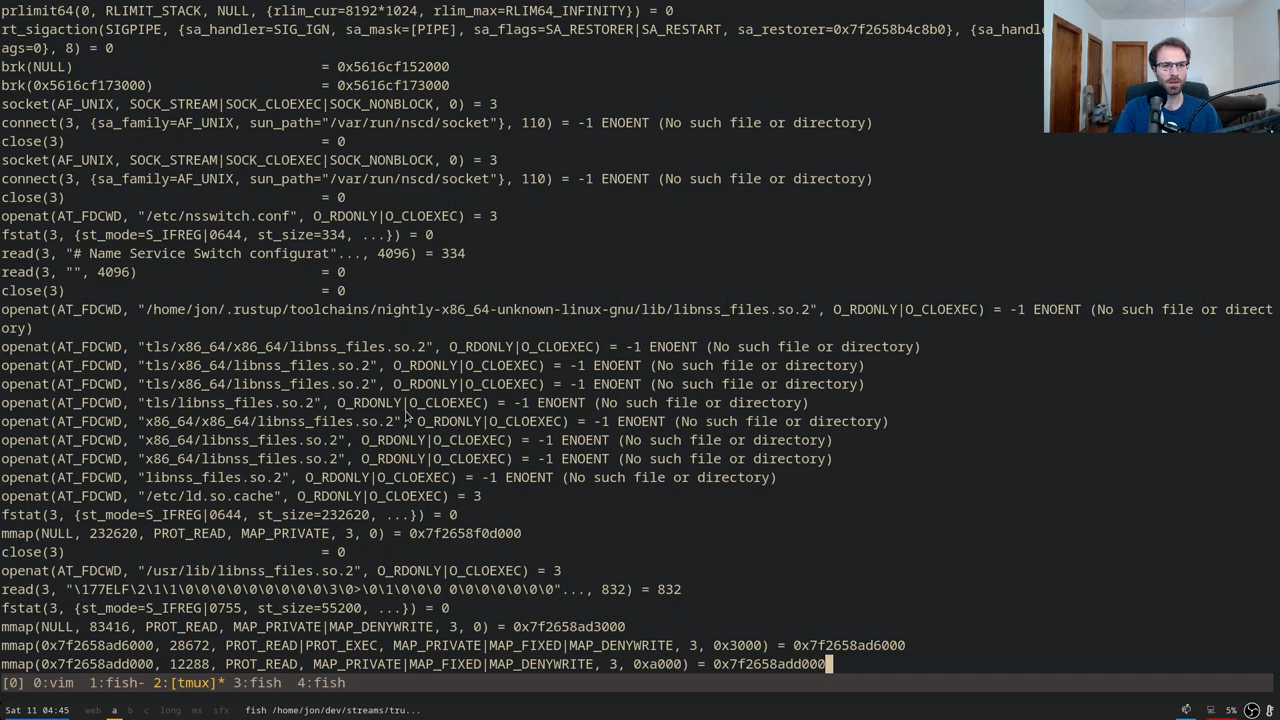 prlimit64(0, RLIMIT_STACK, NULL, {rlim_cur=8192*1024, rlim_max=RLIM64_INFINITY}) = 0
rt_sigaction(SIGPIPE, {sa_handler=SIG_IGN, sa_mask=[PIPE], sa_flags=SA_RESTORER|SA_RESTART, sa_restorer=0x7f2658b4c8b0}, {sa_handl
ags=0}, 8) = 0
brk(NULL) = 0x5616cf152000
brk(0x5616cf173000) = 0x5616cf173000
socket(AF_UNIX, SOCK_STREAM|SOCK_CLOEXEC|SOCK_NONBLOCK, 0) = 3
connect(3, {sa_family=AF_UNIX, sun_path="/var/run/nscd/socket"}, 110) = -1 ENOENT (No such file or directory)
close(3) = 0
socket(AF_UNIX, SOCK_STREAM|SOCK_CLOEXEC|SOCK_NONBLOCK, 0) = 3
connect(3, {sa_family=AF_UNIX, sun_path="/var/run/nscd/socket"}, 110) = -1 ENOENT (No such file or directory)
close(3) = 0
openat(AT_FDCWD, "/etc/nsswitch.conf", O_RDONLY|O_CLOEXEC) = 3
fstat(3, {st_mode=S_IFREG|0644, st_size=334, ...}) = 0
read(3, "# Name Service Switch configurat"..., 4096) = 334
read(3, "", 4096) = 0
close(3) = 0
openat(AT_FDCWD, "/home/jon/.rustup/toolchains/nightly-x86_64-unknown-linux-gnu/lib/libnss_files.so.2", O_RDONLY|O_CLOEXEC) = -1 ENOENT (No such file or direct
ory)
openat(AT_FDCWD, "tls/x86_64/x86_64/libnss_files.so.2", O_RDONLY|O_CLOEXEC) = -1 ENOENT (No such file or directory)
openat(AT_FDCWD, "tls/x86_64/libnss_files.so.2", O_RDONLY|O_CLOEXEC) = -1 ENOENT (No such file or directory)
openat(AT_FDCWD, "tls/x86_64/libnss_files.so.2", O_RDONLY|O_CLOEXEC) = -1 ENOENT (No such file or directory)
openat(AT_FDCWD, "tls/libnss_files.so.2", O_RDONLY|O_CLOEXEC) = -1 ENOENT (No such file or directory)
openat(AT_FDCWD, "x86_64/x86_64/libnss_files.so.2", O_RDONLY|O_CLOEXEC) = -1 ENOENT (No such file or directory)
openat(AT_FDCWD, "x86_64/libnss_files.so.2", O_RDONLY|O_CLOEXEC) = -1 ENOENT (No such file or directory)
openat(AT_FDCWD, "x86_64/libnss_files.so.2", O_RDONLY|O_CLOEXEC) = -1 ENOENT (No such file or directory)
openat(AT_FDCWD, "libnss_files.so.2", O_RDONLY|O_CLOEXEC) = -1 ENOENT (No such file or directory)
openat(AT_FDCWD, "/etc/ld.so.cache", O_RDONLY|O_CLOEXEC) = 3
fstat(3, {st_mode=S_IFREG|0644, st_size=232620, ...}) = 0
mmap(NULL, 232620, PROT_READ, MAP_PRIVATE, 3, 0) = 0x7f2658f0d000
close(3) = 0
openat(AT_FDCWD, "/usr/lib/libnss_files.so.2", O_RDONLY|O_CLOEXEC) = 3
read(3, "\177ELF\2\1\1\0\0\0\0\0\0\0\0\0\3\0>\0\1\0\0\0 0\0\0\0\0\0\0"..., 832) = 832
fstat(3, {st_mode=S_IFREG|0755, st_size=55200, ...}) = 0
mmap(NULL, 83416, PROT_READ, MAP_PRIVATE|MAP_DENYWRITE, 3, 0) = 0x7f2658ad3000
mmap(0x7f2658ad6000, 28672, PROT_READ|PROT_EXEC, MAP_PRIVATE|MAP_FIXED|MAP_DENYWRITE, 3, 0x3000) = 0x7f2658ad6000
mmap(0x7f2658add000, 12288, PROT_READ, MAP_PRIVATE|MAP_FIXED|MAP_DENYWRITE, 3, 0xa000) = 0x7f2658add000
[0] 0:vim 1:fish- 2:[tmux]* 3:fish 4:fish
Sat 11 04:45 web a b c long mx sfx fish /home/jon/dev/streams/tru... 5%